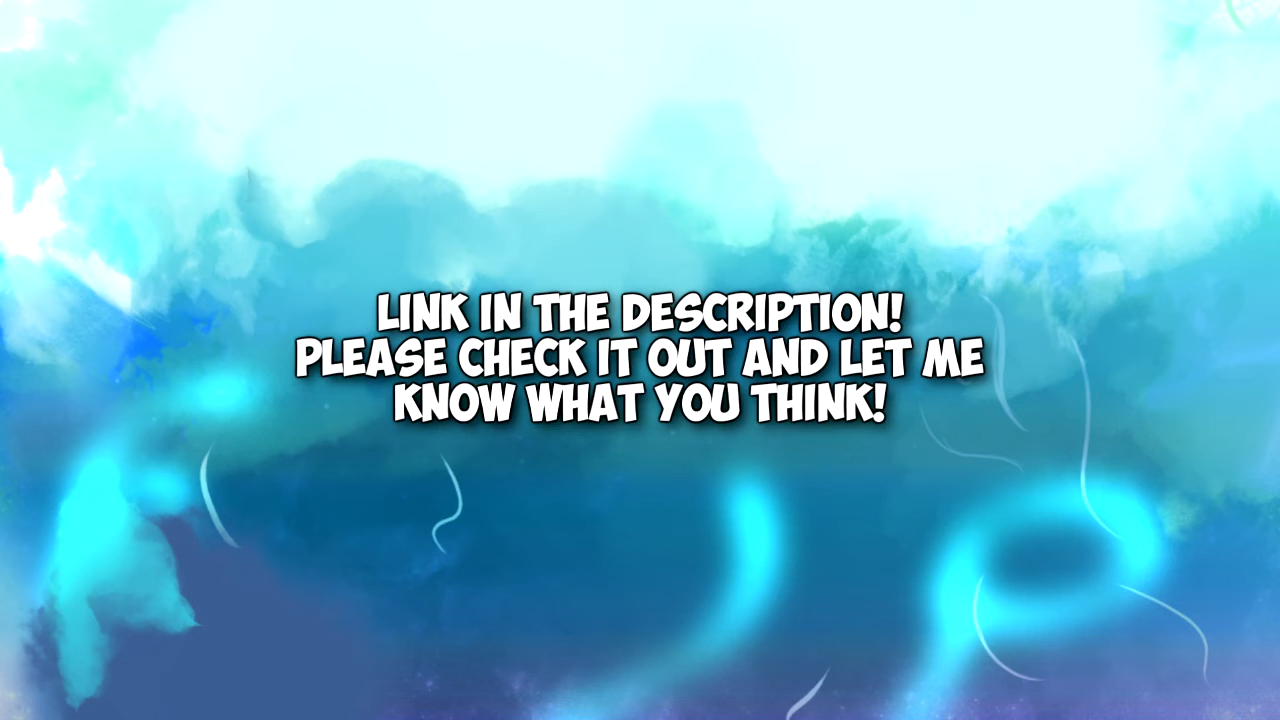 LINK IN THE DESCRIPTION!
PLEASE CHECK IT OUT AND LET ME
KNOW WHAT YOU THINK!